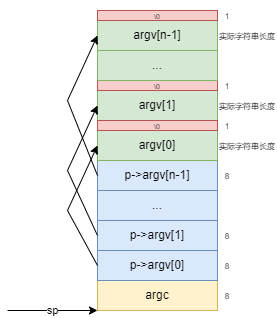 \0 1
argv[n-1] 实际字符串长度
...
\0 1
argv[1] 实际字符串长度
\0 1
argv[0] 实际字符串长度
p->argv[n-1] 8
...
p->argv[1] 8
p->argv[0] 8
argc 8
sp